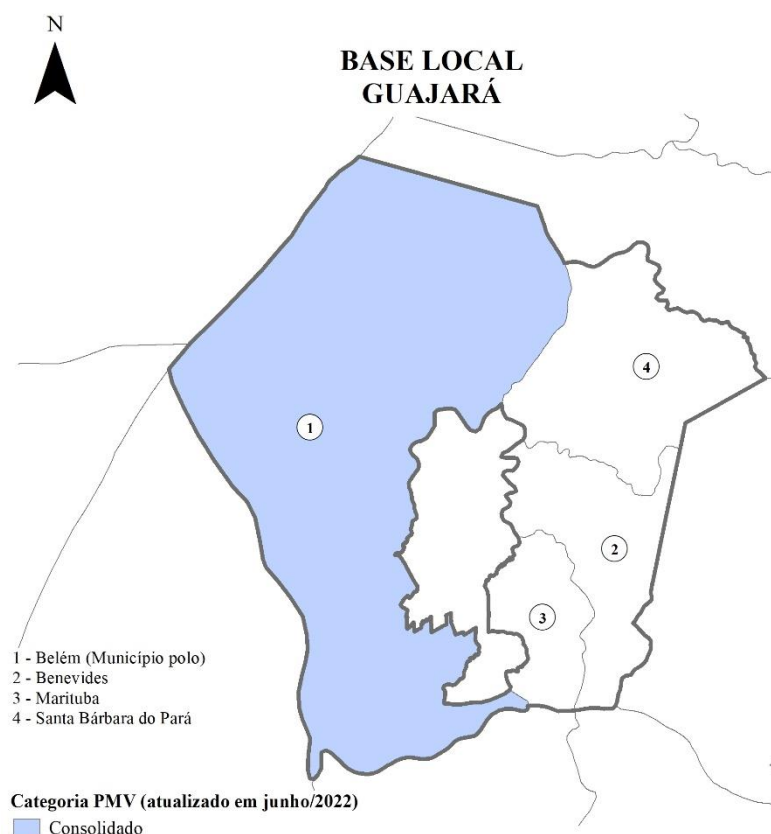 N
BASE LOCAL
GUAJARÁ
4
1
2
3
1 - Belém (Município polo)
2 - Benevides
3 - Marituba
4 - Santa Bárbara do Pará
Categoria PMV (atualizado em junho/2022)
Consolidado